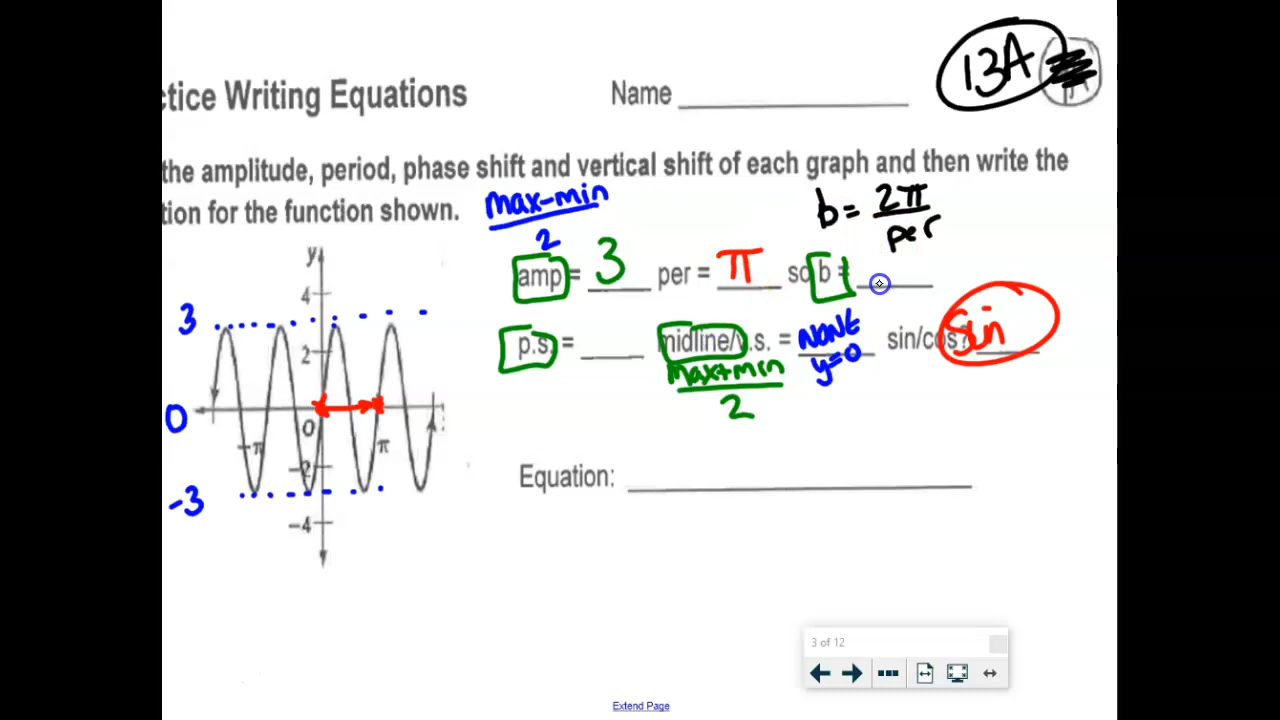 13A
ctice Writing Equations Name
the amplitude, period, phase shift and vertical shift of each graph and then write the
tion for the function shown.
max-min
2
b = 2π
per
amp = 3 per = π so b =
p.s. = midline/v.s. = NONE y=0 sin/cos? sin
max+min
2
Equation:
y
4
2
0
-2
-4
-π
π
3
0
-3
3 of 12
Extend Page